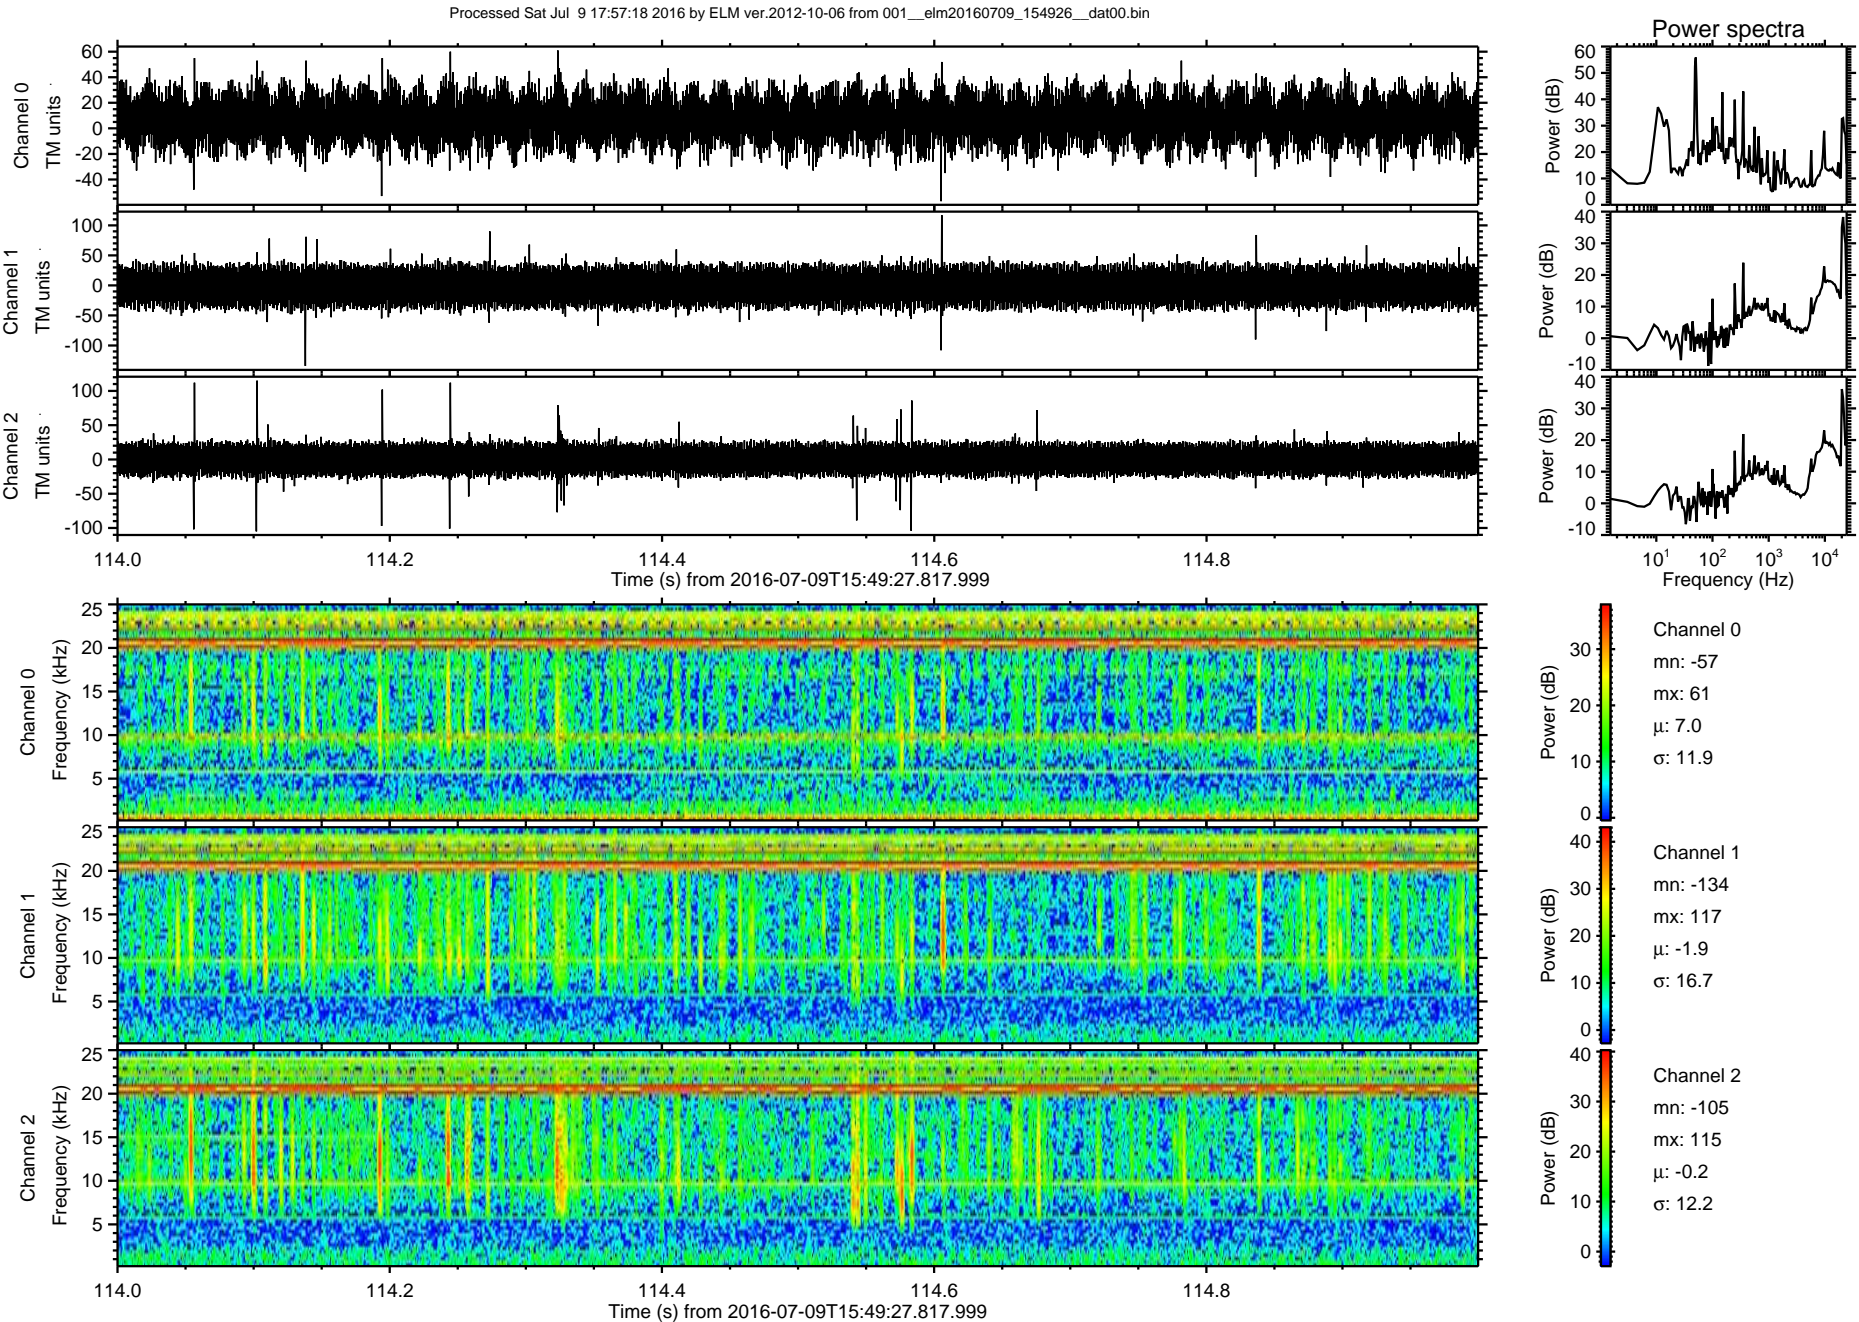 Processed Sat Jul  9 17:57:18 2016 by ELM ver.2012-10-06 from 001__elm20160709_154926__dat00.bin
Power spectra
Channel 0
TM units
60
40
20
0
-20
-40
Power (dB)
60
50
40
30
20
10
0
Channel 1
TM units
100
50
0
-50
-100
Power (dB)
40
30
20
10
0
-10
Channel 2
TM units
100
50
0
-50
-100
Power (dB)
40
30
20
10
0
-10
114.0 114.2 114.4 114.6 114.8
Time (s) from 2016-07-09T15:49:27.817.999
10¹ 10² 10³ 10⁴
Frequency (Hz)
Channel 0
Frequency (kHz)
25
20
15
10
5
Power (dB)
30
20
10
0
Channel 0
mn: -57
mx: 61
μ: 7.0
σ: 11.9
Channel 1
Frequency (kHz)
25
20
15
10
5
Power (dB)
40
30
20
10
0
Channel 1
mn: -134
mx: 117
μ: -1.9
σ: 16.7
Channel 2
Frequency (kHz)
25
20
15
10
5
Power (dB)
40
30
20
10
0
Channel 2
mn: -105
mx: 115
μ: -0.2
σ: 12.2
114.0 114.2 114.4 114.6 114.8
Time (s) from 2016-07-09T15:49:27.817.999